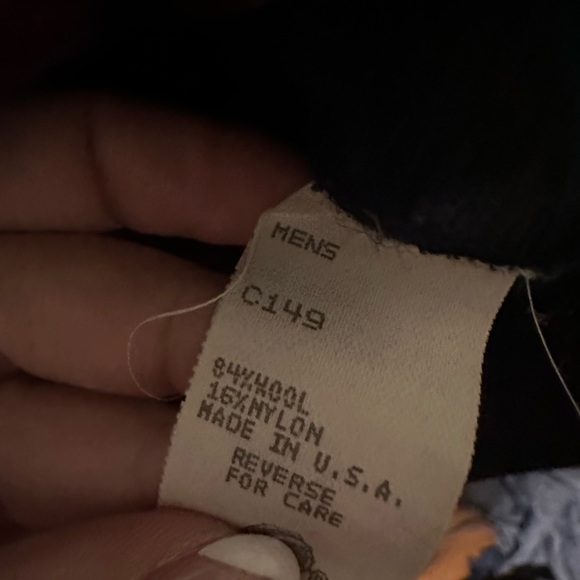 MENS
C149
84%WOOL
16%NYLON
MADE IN U.S.A.
REVERSE
FOR CARE
®